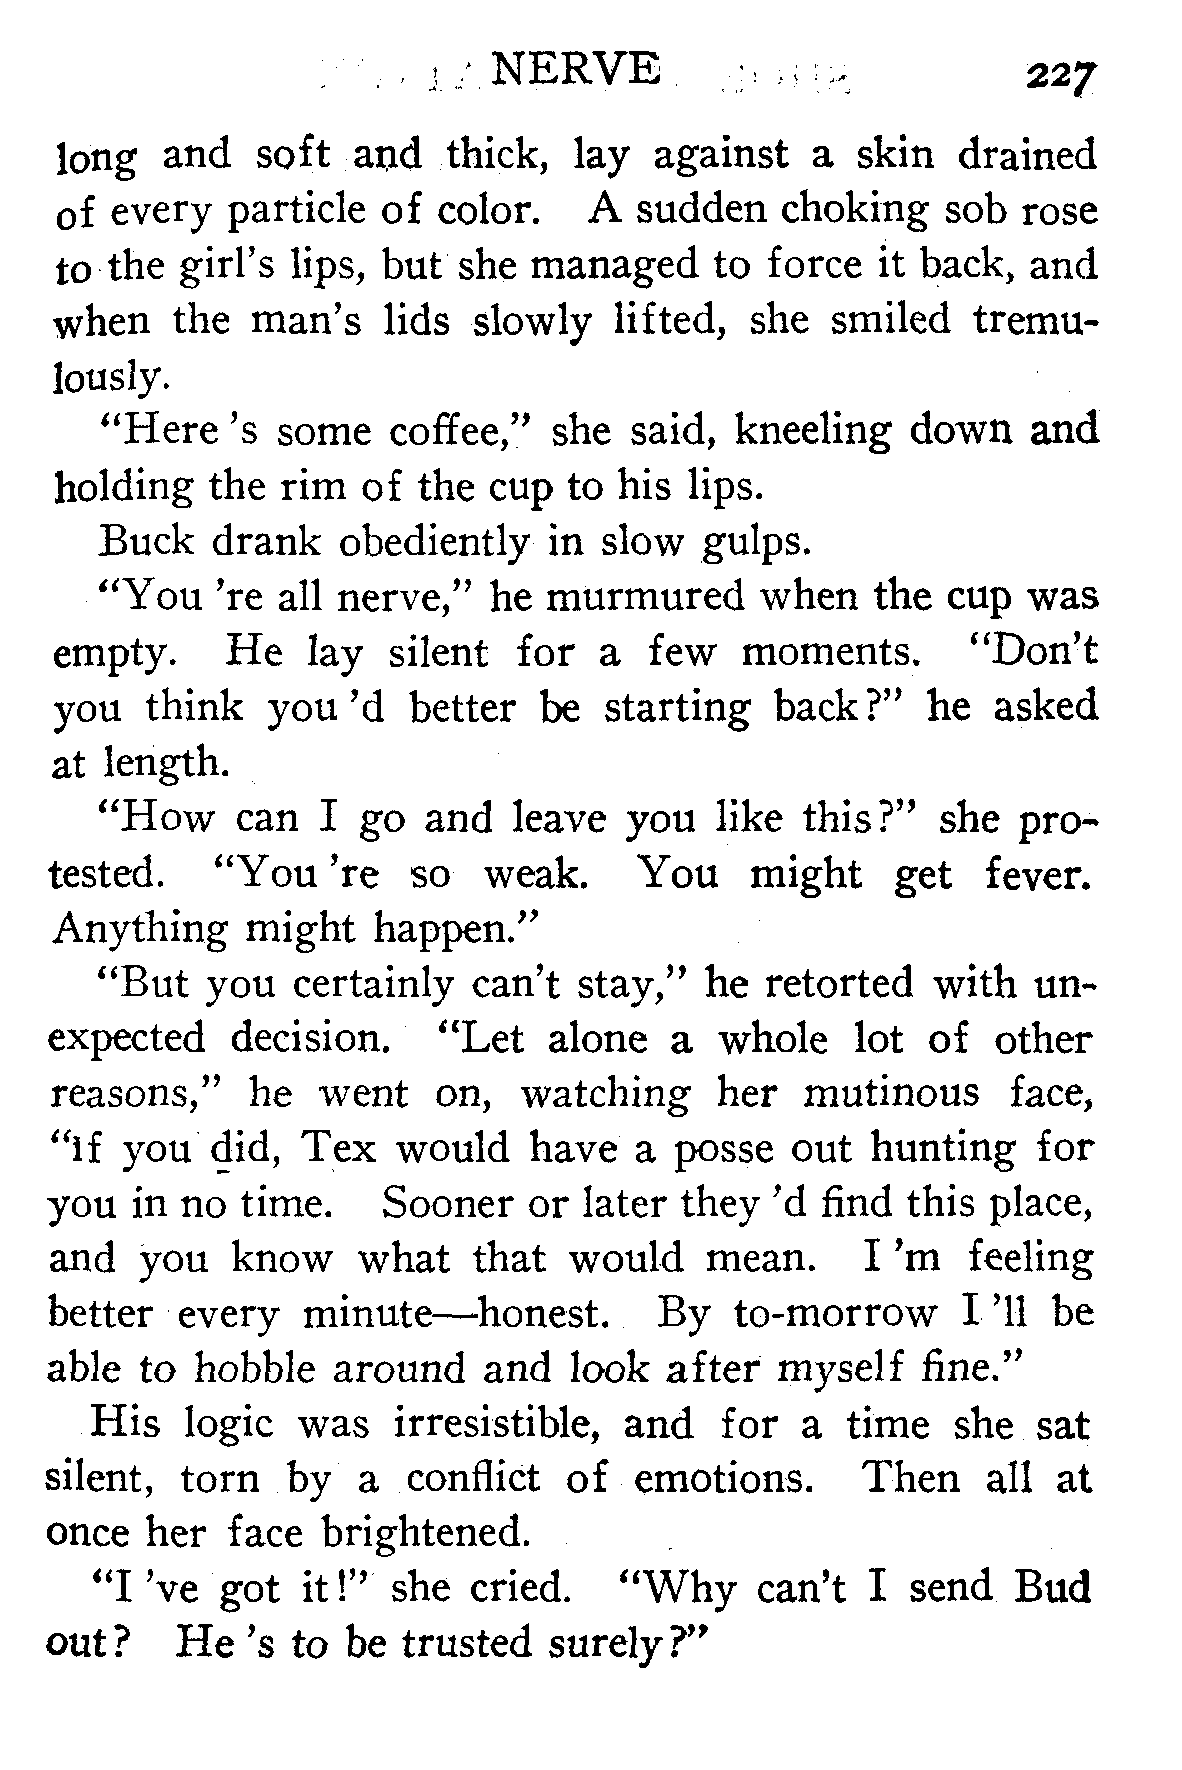 NERVE 227
long and soft and thick, lay against a skin drained
of every particle of color. A sudden choking sob rose
to the girl's lips, but she managed to force it back, and
when the man's lids slowly lifted, she smiled tremu-
lously.
"Here 's some coffee," she said, kneeling down and
holding the rim of the cup to his lips.
Buck drank obediently in slow gulps.
"You 're all nerve," he murmured when the cup was
empty. He lay silent for a few moments. "Don't
you think you 'd better be starting back?" he asked
at length.
"How can I go and leave you like this?" she pro-
tested. "You 're so weak. You might get fever.
Anything might happen."
"But you certainly can't stay," he retorted with un-
expected decision. "Let alone a whole lot of other
reasons," he went on, watching her mutinous face,
"if you did, Tex would have a posse out hunting for
you in no time. Sooner or later they 'd find this place,
and you know what that would mean. I 'm feeling
better every minute—honest. By to-morrow I 'll be
able to hobble around and look after myself fine."
His logic was irresistible, and for a time she sat
silent, torn by a conflict of emotions. Then all at
once her face brightened.
"I 've got it!" she cried. "Why can't I send Bud
out? He 's to be trusted surely?"